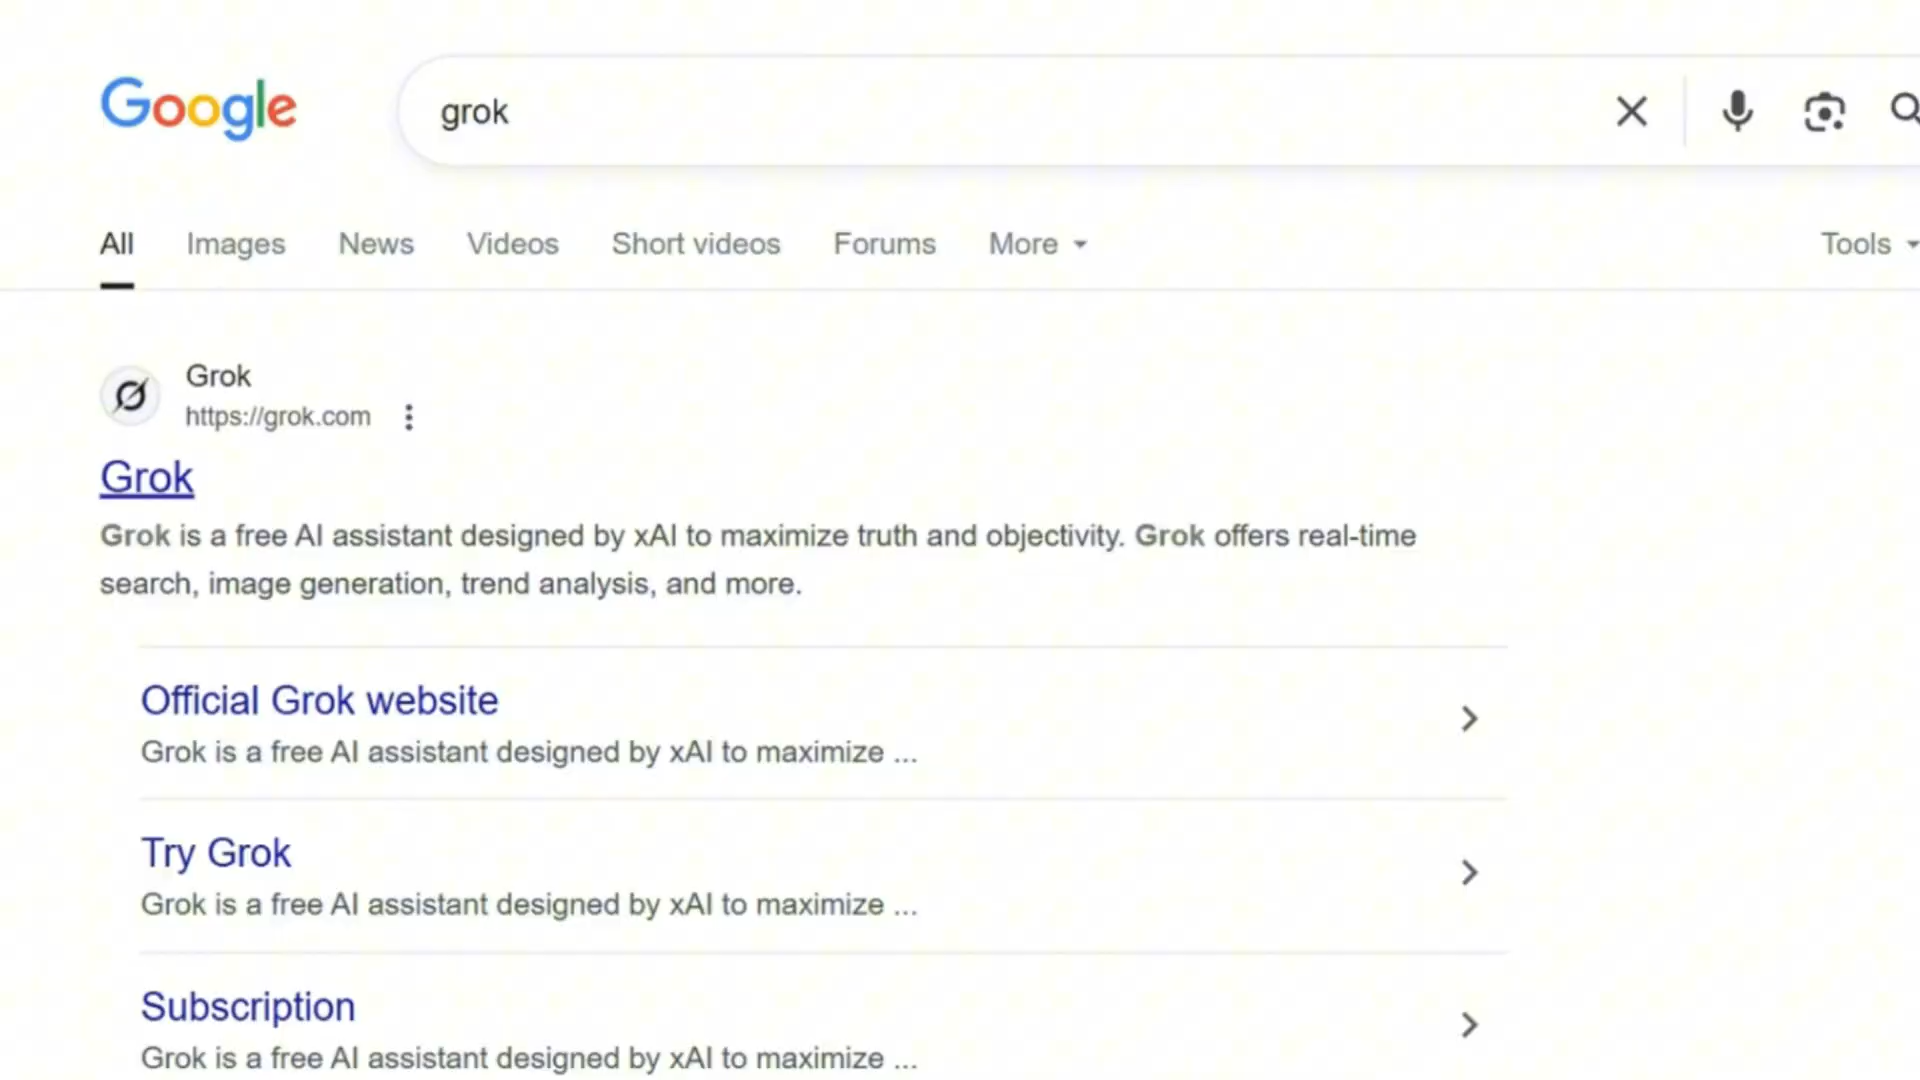 Google
grok
All Images News Videos Short videos Forums More Tools
Grok
https://grok.com
Grok
Grok is a free AI assistant designed by xAI to maximize truth and objectivity. Grok offers real-time
search, image generation, trend analysis, and more.
Official Grok website
Grok is a free AI assistant designed by xAI to maximize ...
Try Grok
Grok is a free AI assistant designed by xAI to maximize ...
Subscription
Grok is a free AI assistant designed by xAI to maximize ...